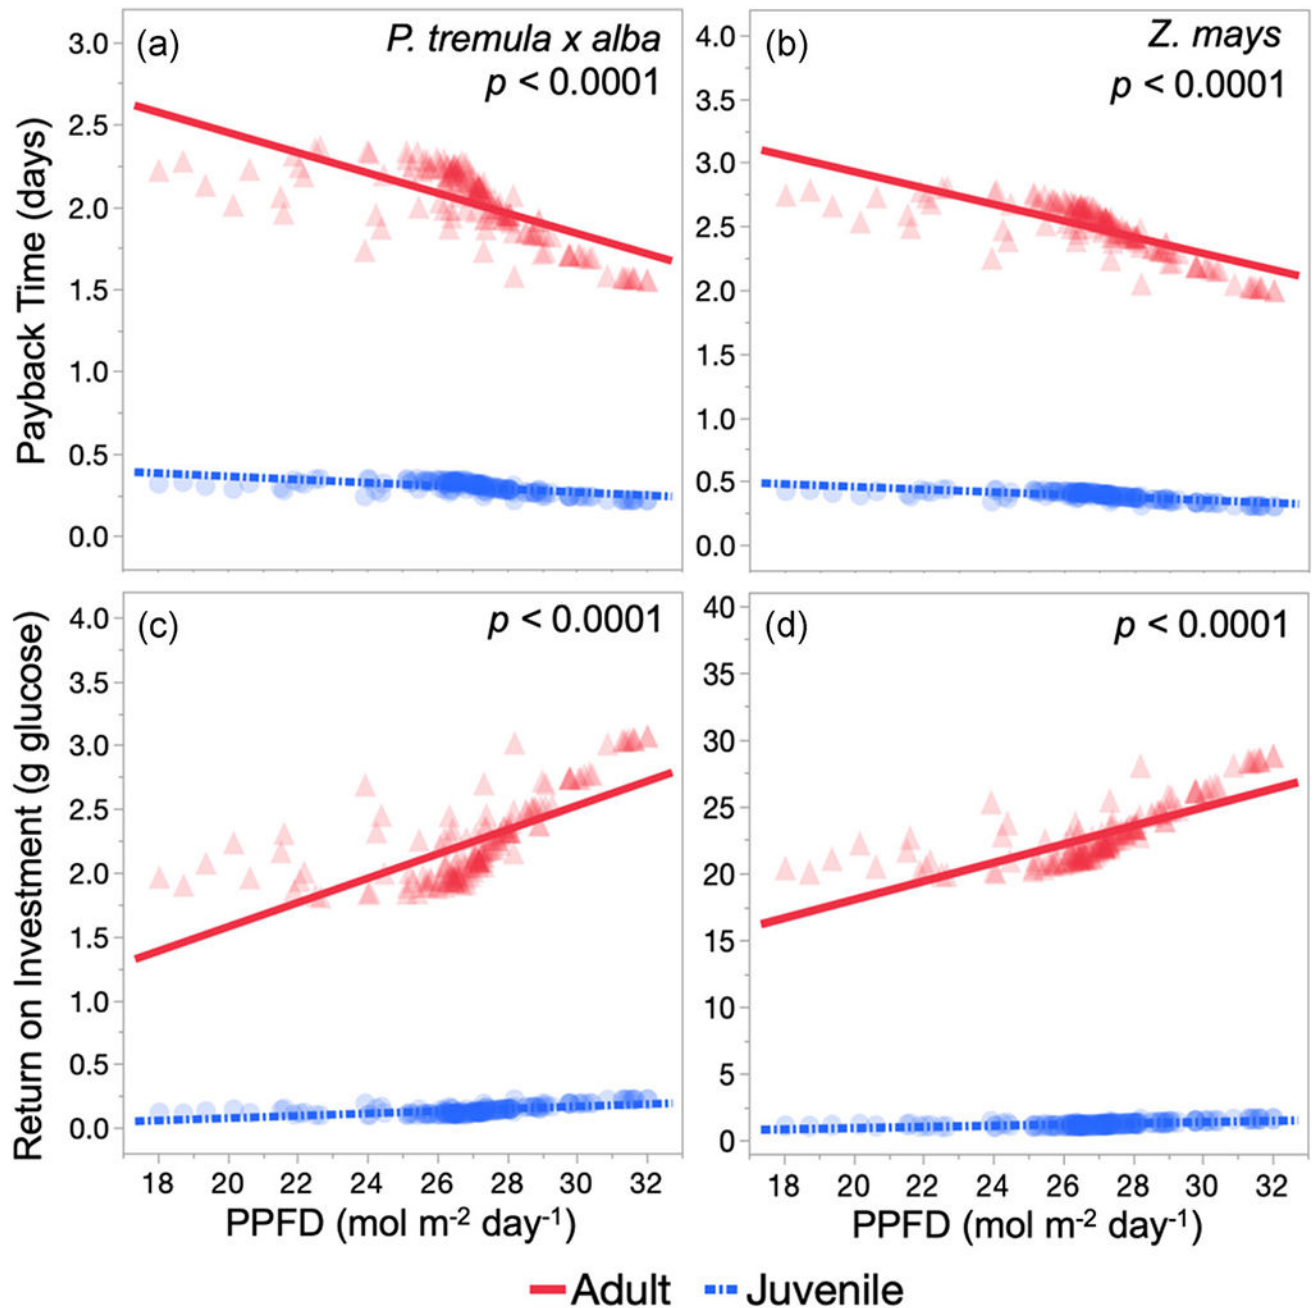 (a)
P. tremula x alba
p < 0.0001
3.0
2.5
2.0
1.5
1.0
0.5
0.0
Payback Time (days)
(b)
Z. mays
p < 0.0001
4.0
3.5
3.0
2.5
2.0
1.5
1.0
0.5
0.0
(c)
p < 0.0001
4.0
3.5
3.0
2.5
2.0
1.5
1.0
0.5
0.0
Return on Investment (g glucose)
18 20 22 24 26 28 30 32
PPFD (mol m⁻² day⁻¹)
(d)
p < 0.0001
40
35
30
25
20
15
10
5
0
18 20 22 24 26 28 30 32
PPFD (mol m⁻² day⁻¹)
Adult Juvenile